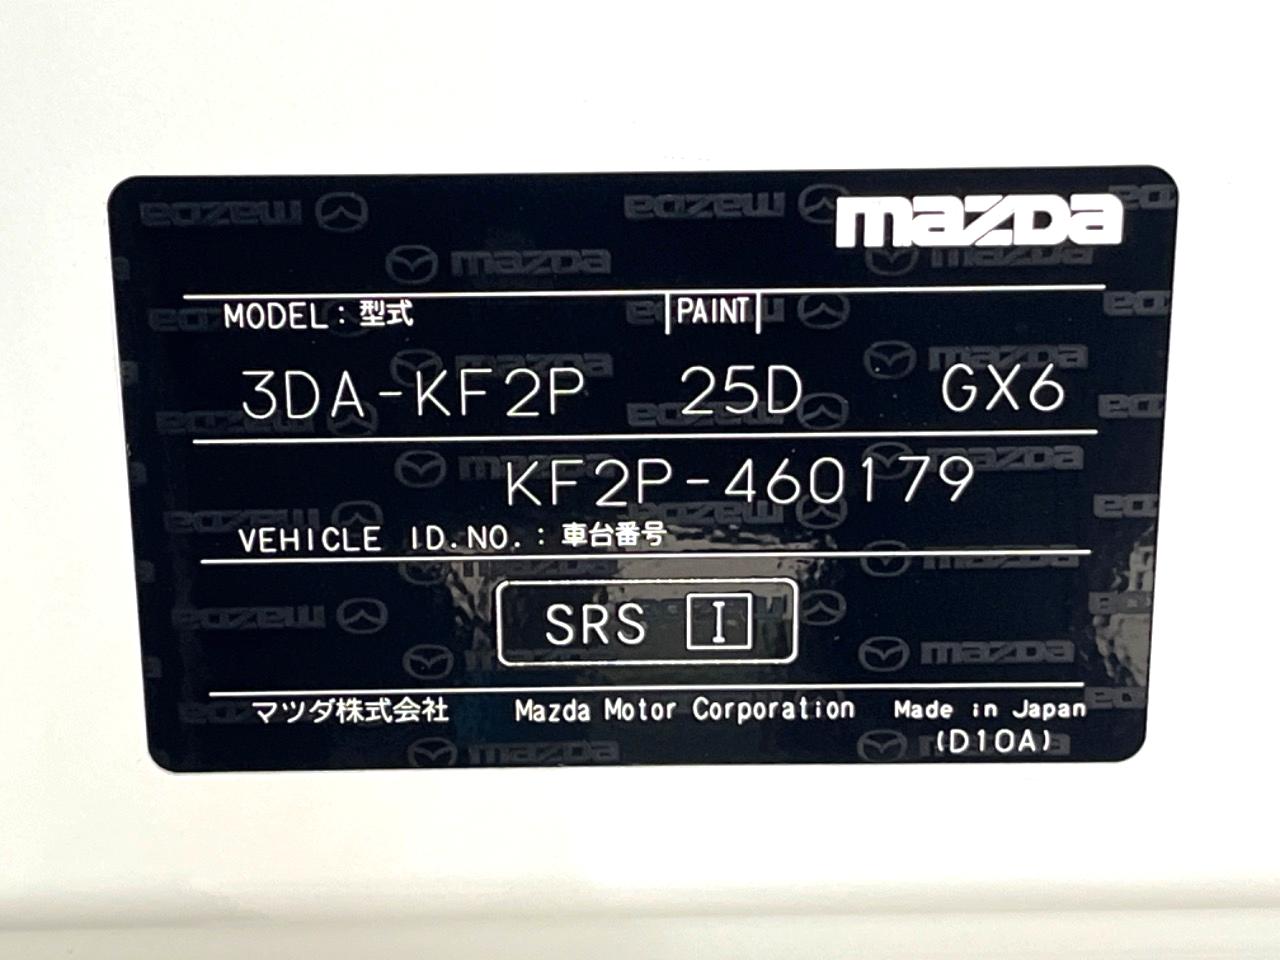 mazda
MODEL : 型式 PAINT
3DA-KF2P 25D GX6
KF2P-460179
VEHICLE ID.NO. : 車台番号
SRS I
マツダ株式会社 Mazda Motor Corporation Made in Japan
(D10A)